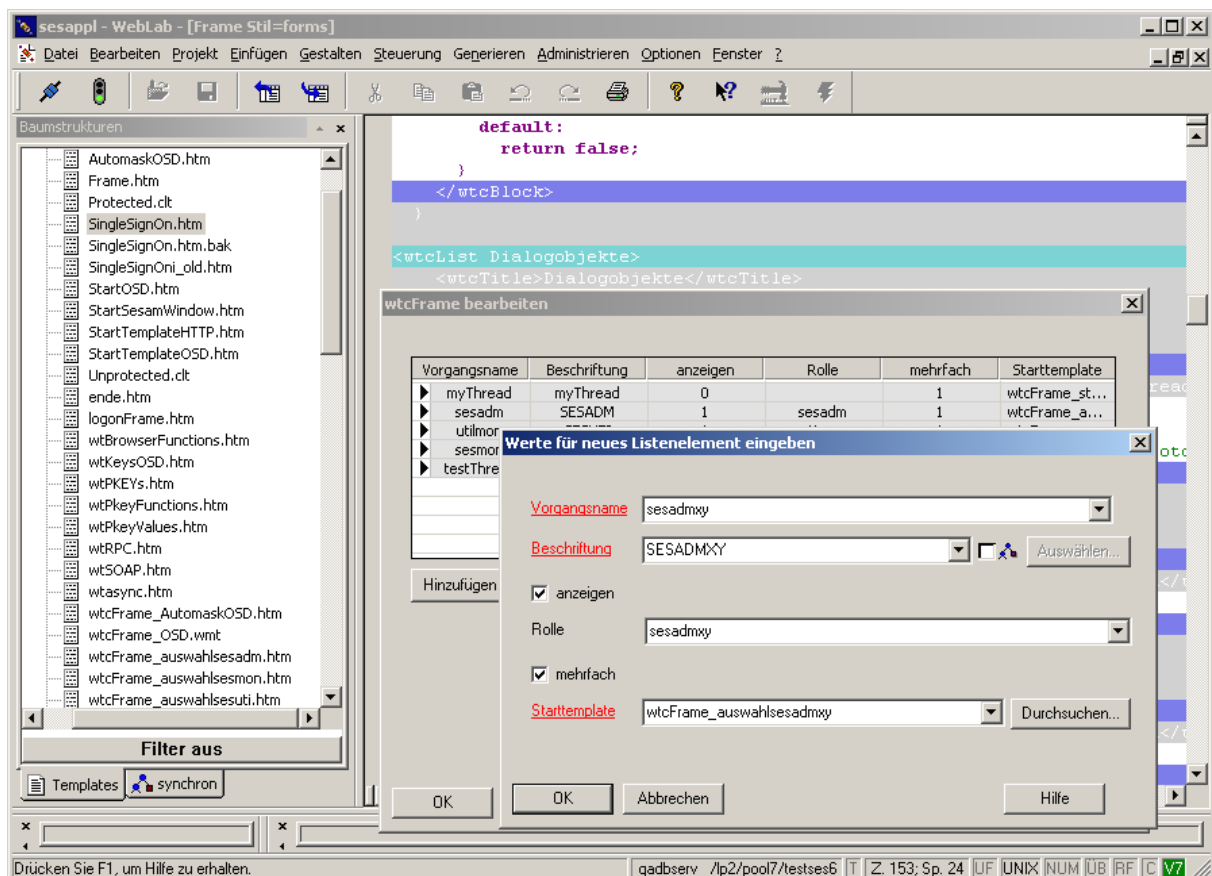 sesappl - WebLab - [Frame Stil=forms]
Datei Bearbeiten Projekt Einfügen Gestalten Steuerung Generieren Administrieren Optionen Fenster ?
Baumstrukturen
AutomaskOSD.htm
Frame.htm
Protected.clt
SingleSignOn.htm
SingleSignOn.htm.bak
SingleSignOni_old.htm
StartOSD.htm
StartSesamWindow.htm
StartTemplateHTTP.htm
StartTemplateOSD.htm
Unprotected.clt
ende.htm
logonFrame.htm
wtBrowserFunctions.htm
wtKeysOSD.htm
wtPKEYs.htm
wtPkeyFunctions.htm
wtPkeyValues.htm
wtRPC.htm
wtSOAP.htm
wtasync.htm
wtcFrame_AutomaskOSD.htm
wtcFrame_OSD.wmt
wtcFrame_auswahlsesadm.htm
wtcFrame_auswahlsesmon.htm
wtcFrame_auswahlsesuti.htm
Filter aus
Templates synchron
default:
return false;
}
</wtcBlock>
}
<wtcList Dialogobjekte>
<wtcTitle>Dialogobjekte</wtcTitle>
wtcFrame bearbeiten
Vorgangsname Beschriftung anzeigen Rolle mehrfach Starttemplate
myThread myThread 0 1 wtcFrame_st...
sesadm SESADM 1 sesadm 1 wtcFrame_a...
utilmon
sesmon
testThre
Hinzufügen
OK
Werte für neues Listenelement eingeben
Vorgangsname sesadmxy
Beschriftung SESADMXY Auswählen...
anzeigen
Rolle sesadmxy
mehrfach
Starttemplate wtcFrame_auswahlsesadmxy Durchsuchen...
OK Abbrechen Hilfe
Drücken Sie F1, um Hilfe zu erhalten. qadbserv /lp2/pool7/testses6 T Z. 153; Sp. 24 UF UNIX NUM ÜB RF C V7